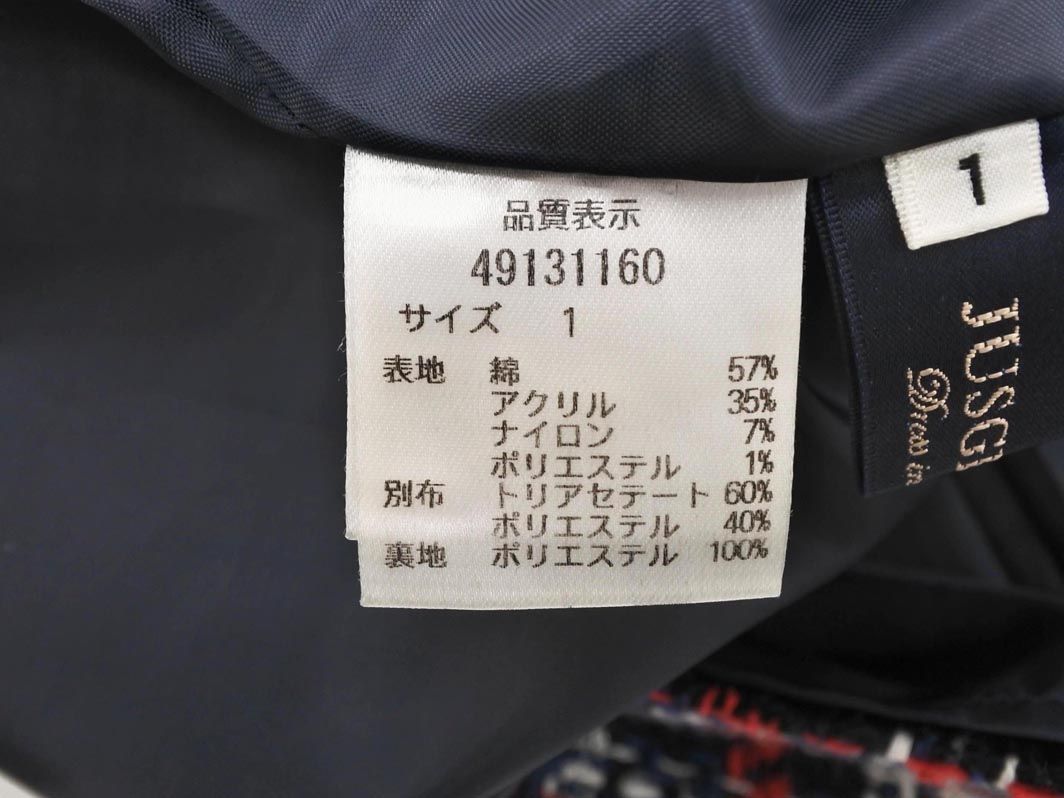 品質表示
49131160
サイズ 1
表地 綿 57%
アクリル 35%
ナイロン 7%
ポリエステル 1%
別布 トリアセテート 60%
ポリエステル 40%
裏地 ポリエステル 100%
1